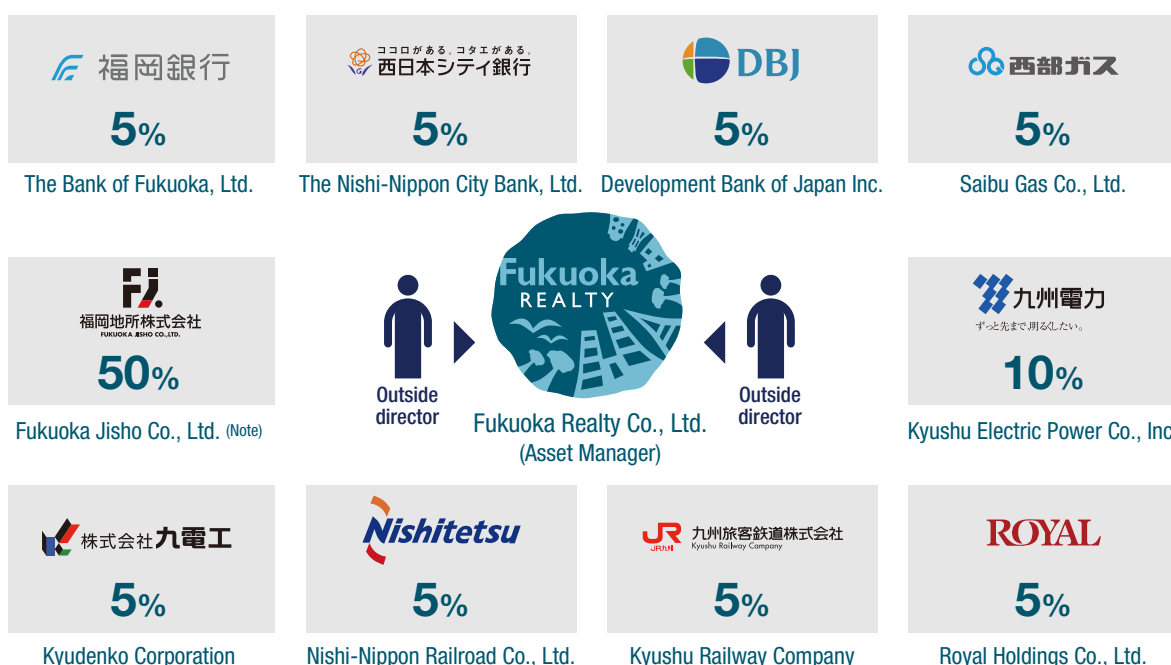 福岡銀行
5%
The Bank of Fukuoka, Ltd.
ココロがある。コタエがある。
西日本シティ銀行
5%
The Nishi-Nippon City Bank, Ltd.
DBJ
5%
Development Bank of Japan Inc.
西部ガス
5%
Saibu Gas Co., Ltd.
FJ.
福岡地所株式会社
FUKUOKA JISHO CO.,LTD.
50%
Fukuoka Jisho Co., Ltd. (Note)
Outside
director
Fukuoka
REALTY
Fukuoka Realty Co., Ltd.
(Asset Manager)
Outside
director
九州電力
ずっと先まで、明るくしたい。
10%
Kyushu Electric Power Co., Inc
株式会社九電工
5%
Kyudenko Corporation
Nishitetsu
5%
Nishi-Nippon Railroad Co., Ltd.
JR
JR九州
九州旅客鉄道株式会社
Kyushu Railway Company
5%
Kyushu Railway Company
ROYAL
5%
Royal Holdings Co., Ltd.